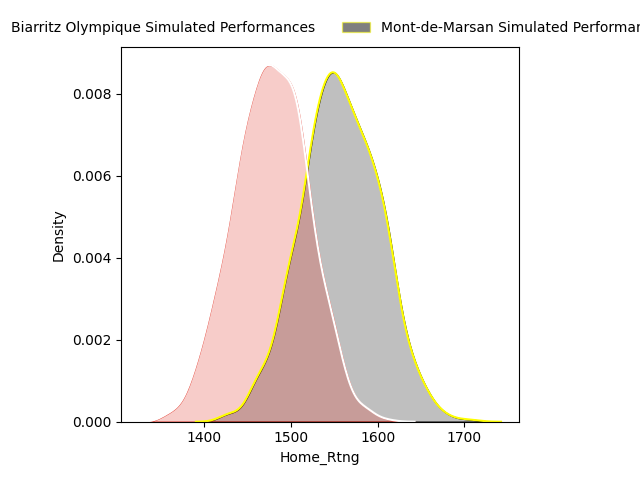 Biarritz Olympique Simulated Performances Mont-de-Marsan Simulated
0.008
0.006
0.004
0.002
0.000
Density
1400 1500 1600 1700
Home_Rtng